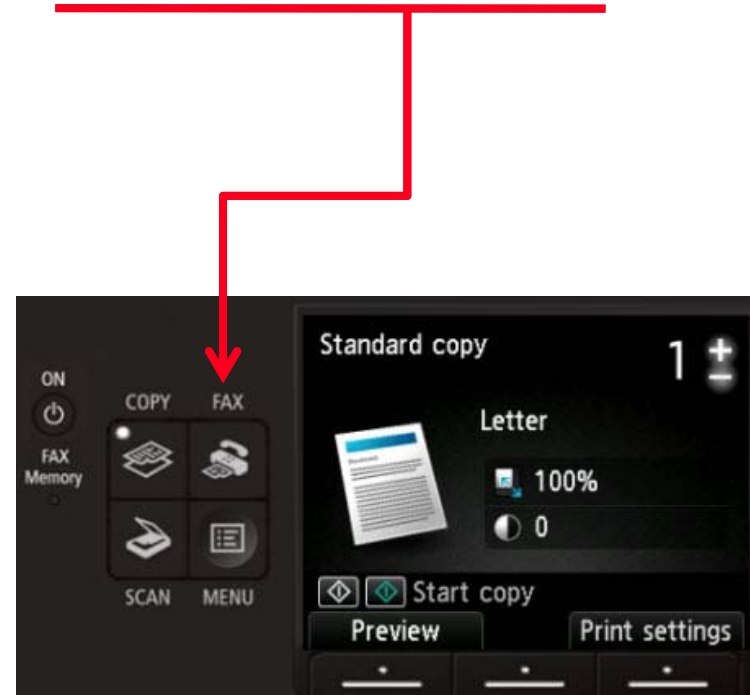 Standard copy
1 + −
ON
COPY FAX
Letter
FAX
Memory
100%
0
SCAN MENU
Start copy
Preview Print settings